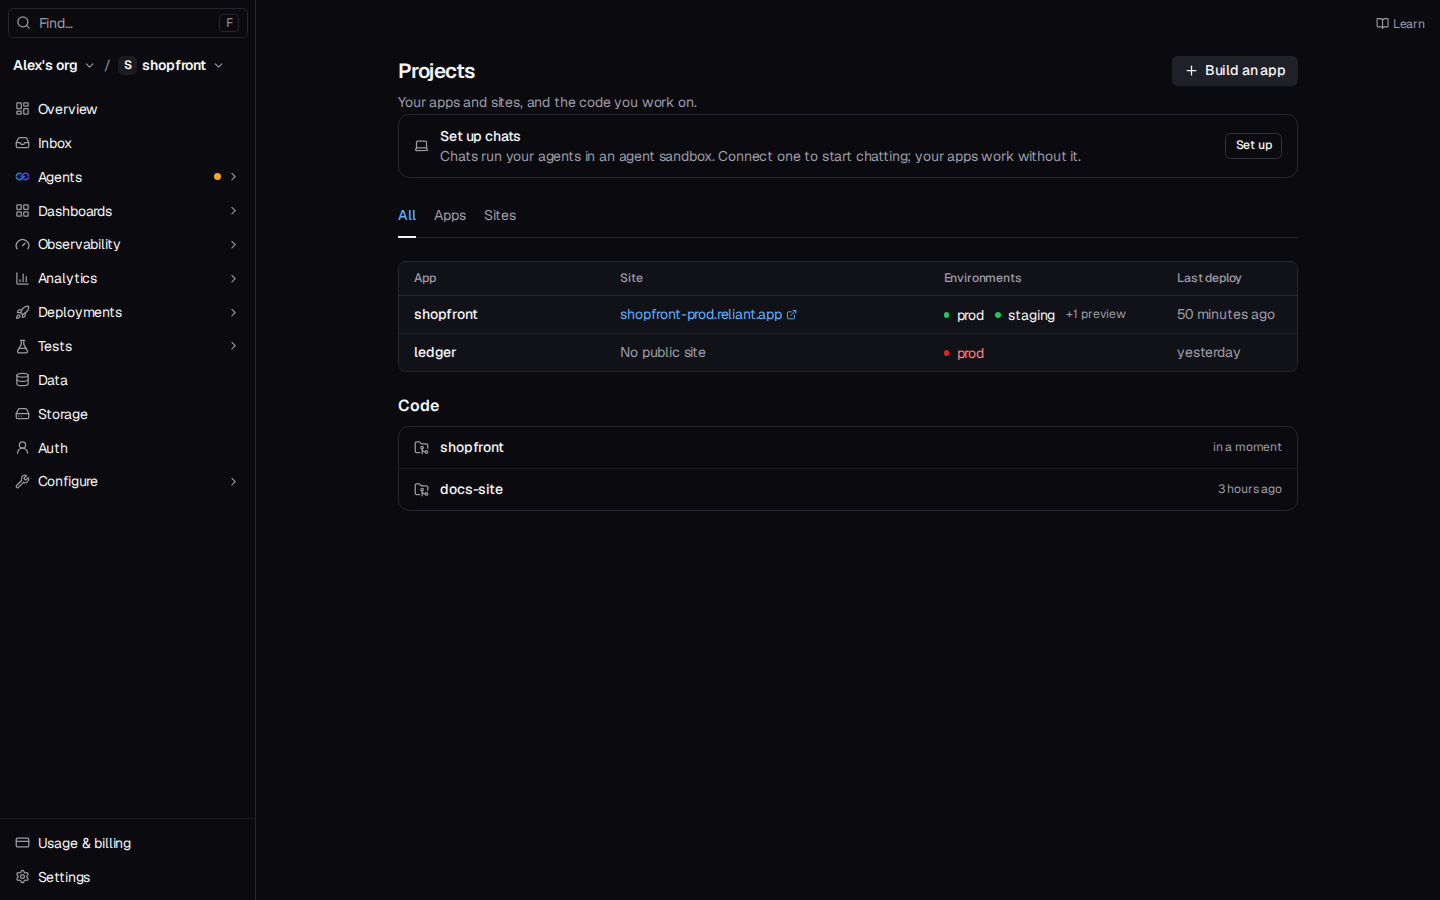 Find...
F
Learn
Alex's org / S shopfront
Overview
Inbox
Agents
Dashboards
Observability
Analytics
Deployments
Tests
Data
Storage
Auth
Configure
Usage & billing
Settings
Projects
Build an app
Your apps and sites, and the code you work on.
Set up chats
Chats run your agents in an agent sandbox. Connect one to start chatting; your apps work without it.
Set up
All Apps Sites
App Site Environments Last deploy
shopfront shopfront-prod.reliant.app prod staging +1 preview 50 minutes ago
ledger No public site prod yesterday
Code
shopfront in a moment
docs-site 3 hours ago